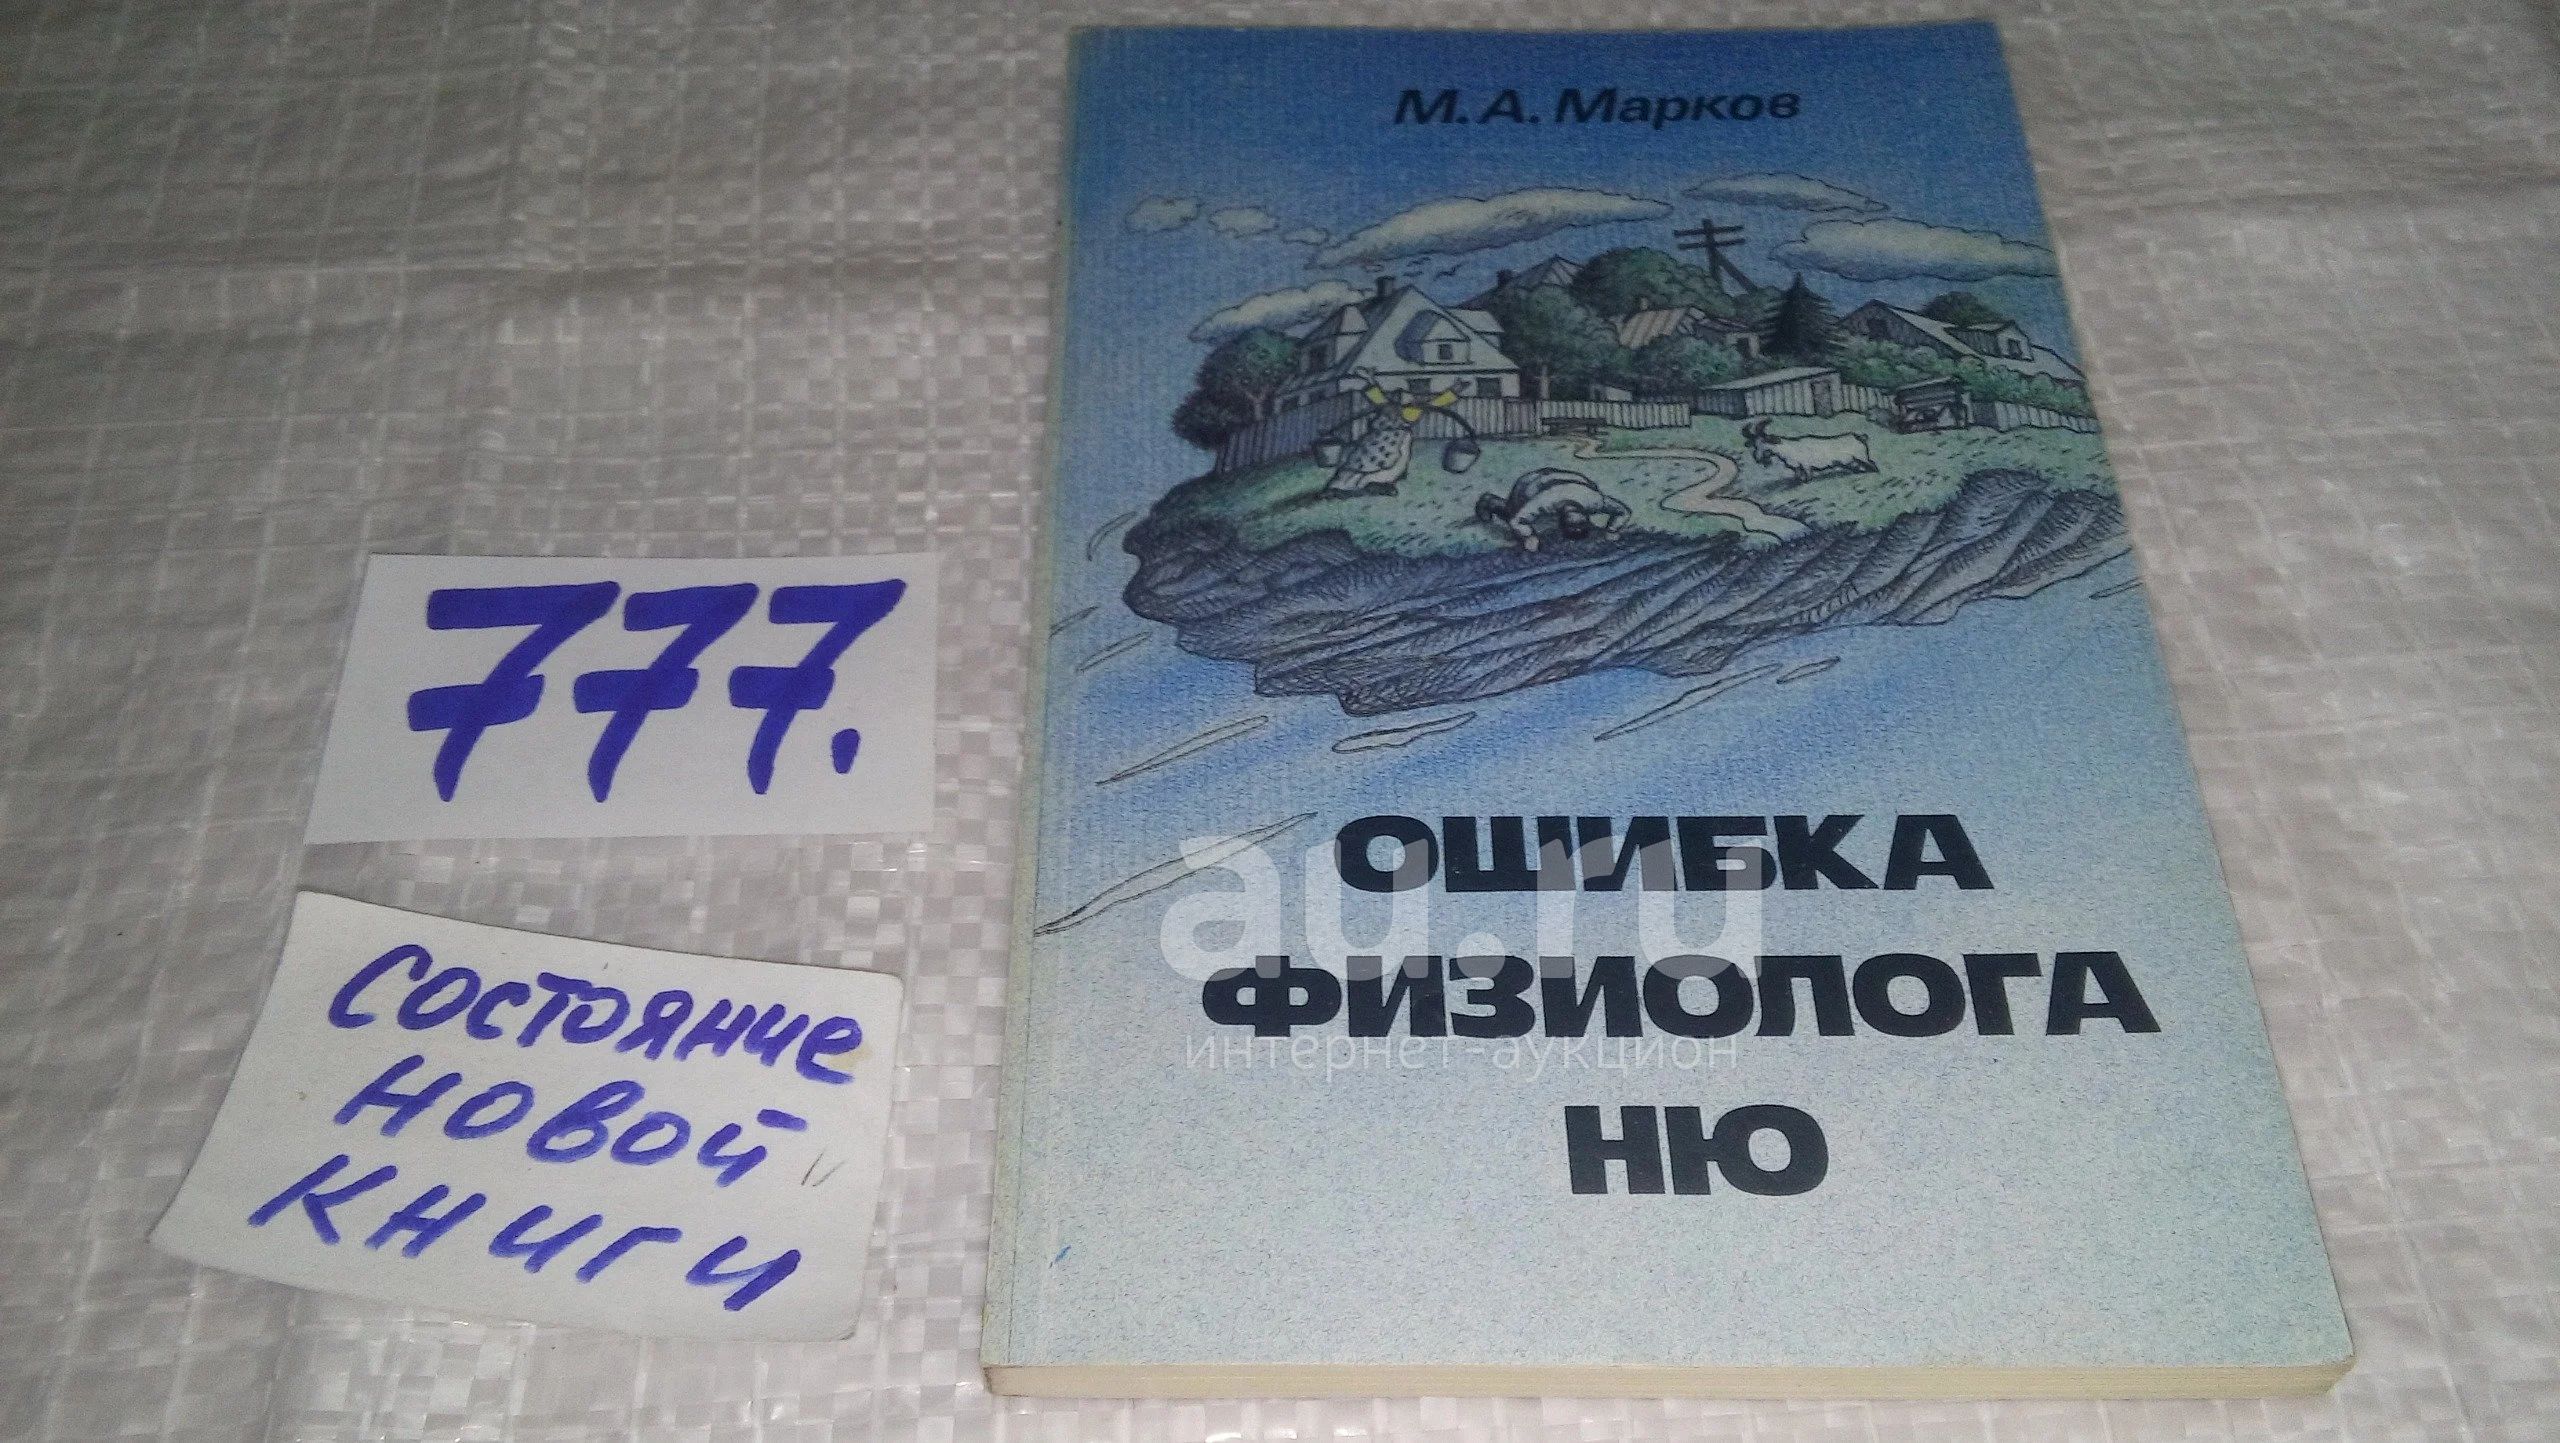 М. А. Марков
777.
ОШИБКА
ФИЗИОЛОГА
НЮ
состояние
новой
книги
au.ru
интернет-аукцион